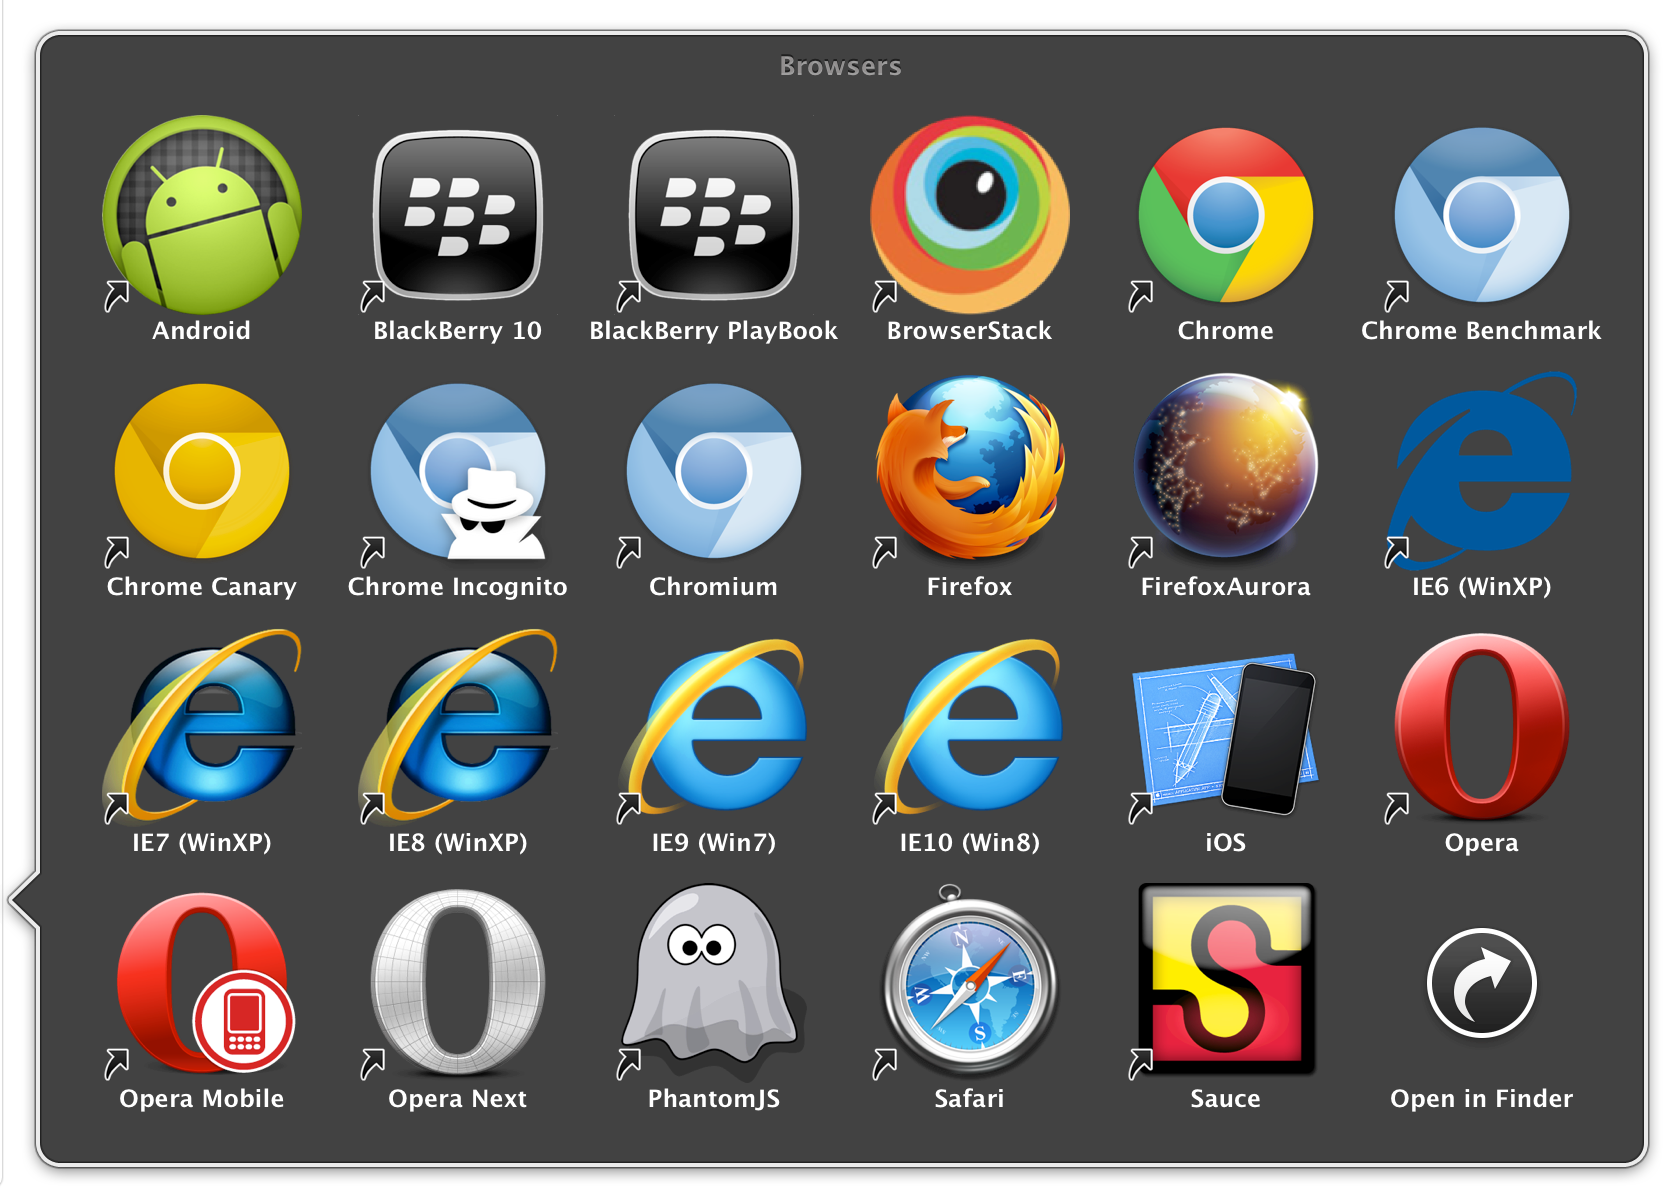 Browsers
Android
BlackBerry 10
BlackBerry PlayBook
BrowserStack
Chrome
Chrome Benchmark
Chrome Canary
Chrome Incognito
Chromium
Firefox
FirefoxAurora
IE6 (WinXP)
IE7 (WinXP)
IE8 (WinXP)
IE9 (Win7)
IE10 (Win8)
iOS
Opera
N
E
W
S
Opera Mobile
Opera Next
PhantomJS
Safari
Sauce
Open in Finder